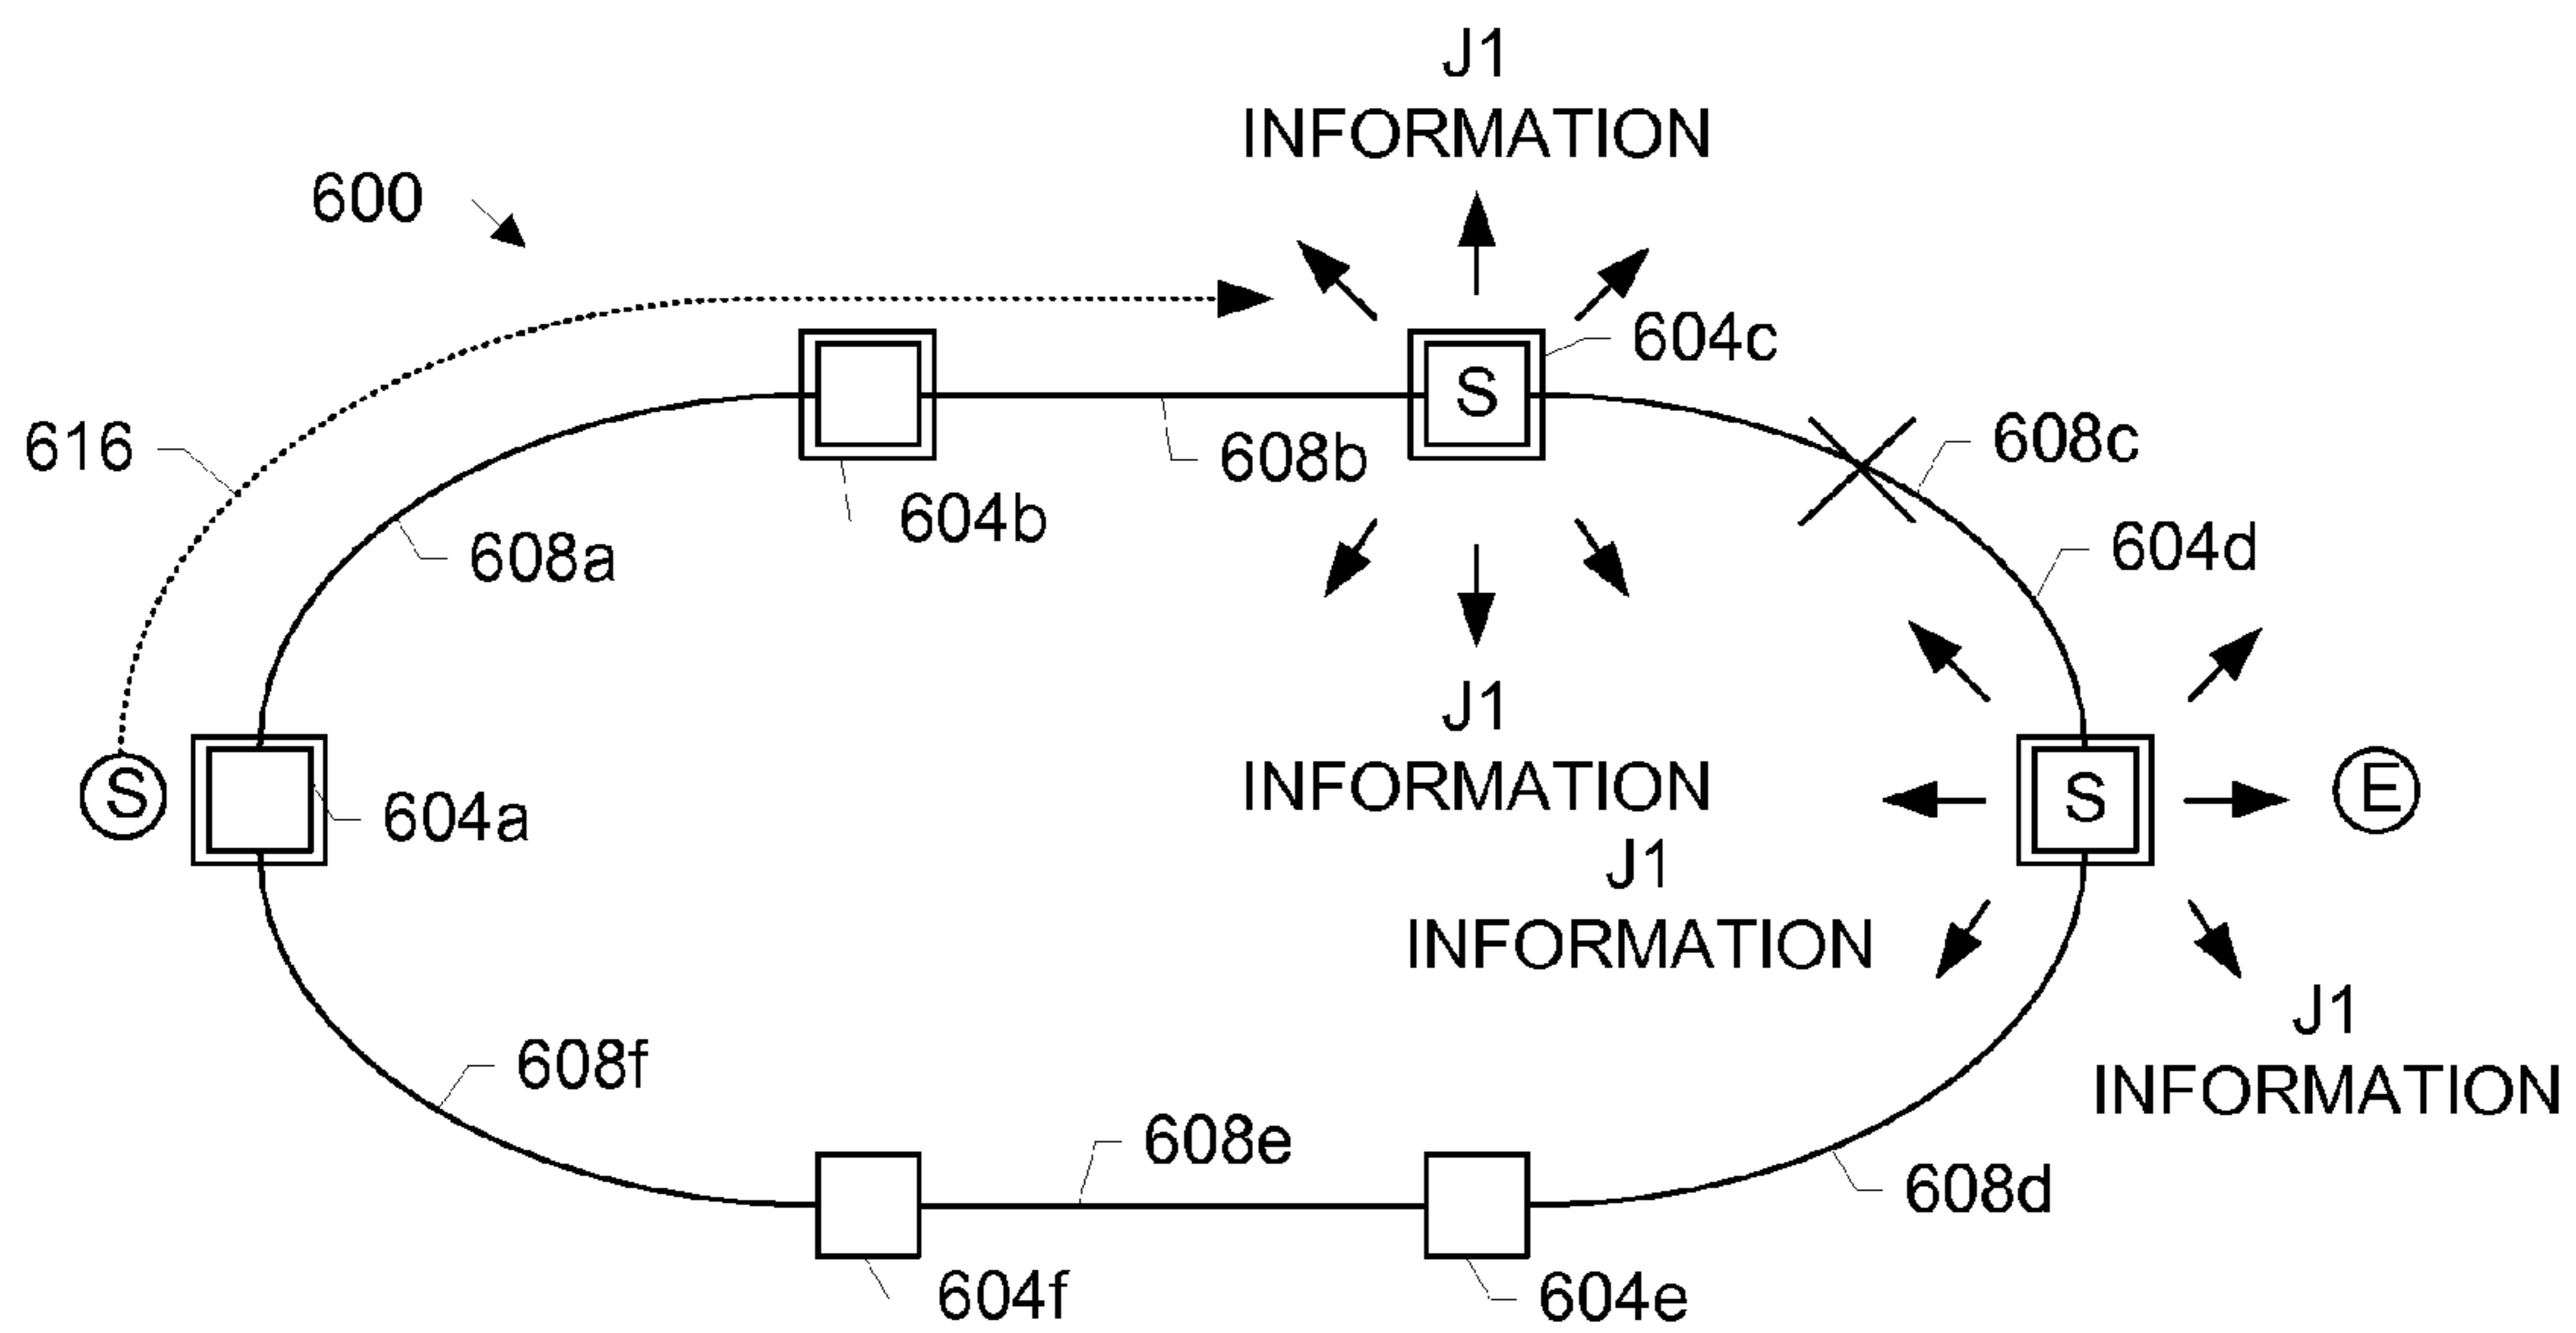 J1
INFORMATION
600
604c
S
616
608b
608c
604b
608a
604d
J1
INFORMATION
S
604a
S
E
J1
INFORMATION
J1
INFORMATION
608f
608e
608d
604f
604e